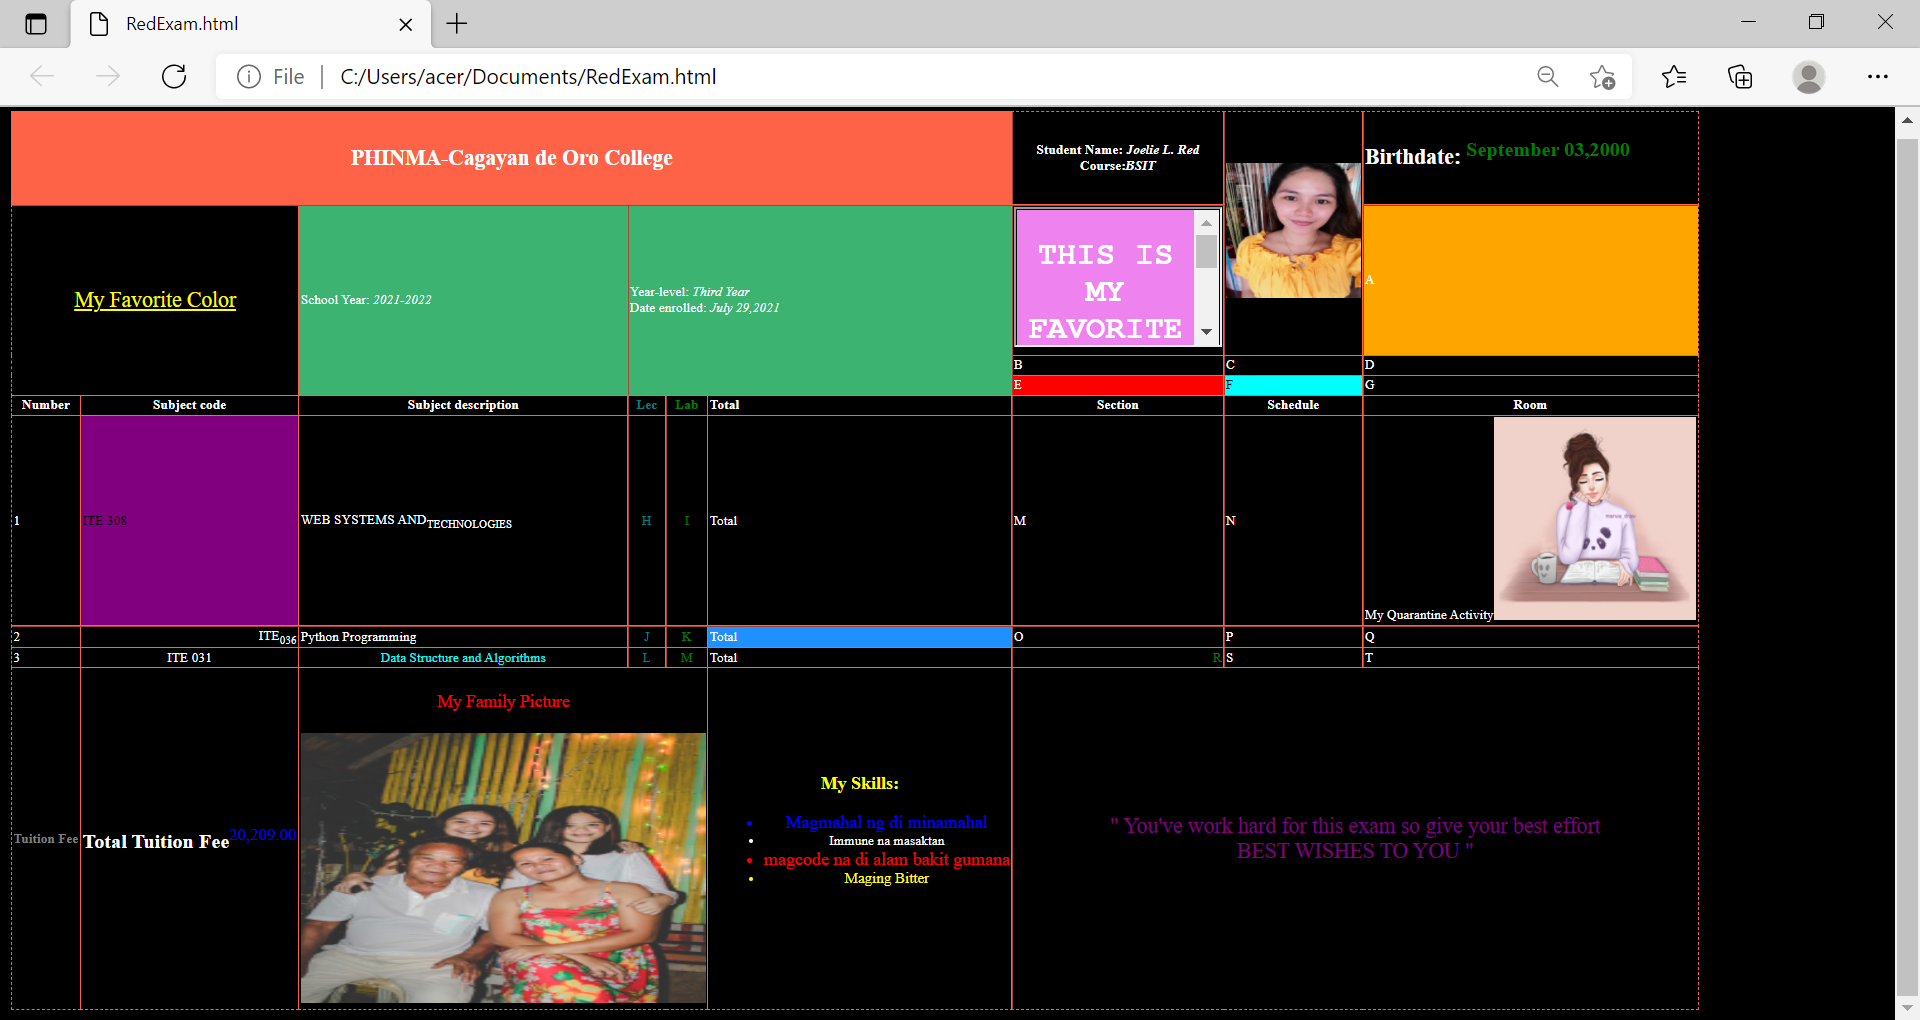 RedExam.html
File
C:/Users/acer/Documents/RedExam.html
PHINMA-Cagayan de Oro College
Student Name: Joelie L. Red
Course:BSIT
Birthdate: September 03,2000
My Favorite Color
School Year: 2021-2022
Year-level: Third Year
Date enrolled: July 29,2021
THIS IS
MY
FAVORITE
A
B
C
D
E
F
G
Number
Subject code
Subject description
Lec
Lab
Total
Section
Schedule
Room
1
ITE 308
WEB SYSTEMS ANDTECHNOLOGIES
H
I
Total
M
N
My Quarantine Activity
2
ITE036
Python Programming
J
K
Total
O
P
Q
3
ITE 031
Data Structure and Algorithms
L
M
Total
R
S
T
Tuition Fee
Total Tuition Fee20,209.00
My Family Picture
My Skills:
Magmahal ng di minamahal
Immune na masaktan
magcode na di alam bakit gumana
Maging Bitter
" You've work hard for this exam so give your best effort
BEST WISHES TO YOU "